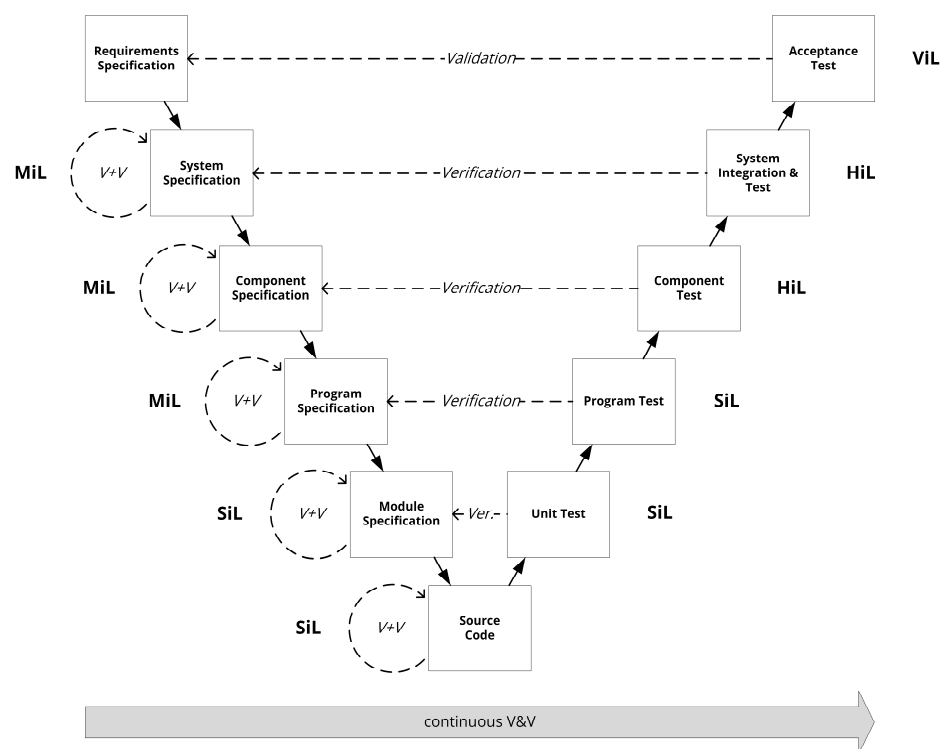 Requirements
Specification
Validation
Acceptance
Test
ViL
MiL
V+V
System
Specification
Verification
System
Integration &
Test
HiL
MiL
V+V
Component
Specification
Verification
Component
Test
HiL
MiL
V+V
Program
Specification
Verification
Program Test
SiL
SiL
V+V
Module
Specification
Ver.
Unit Test
SiL
SiL
V+V
Source
Code
continuous V&V